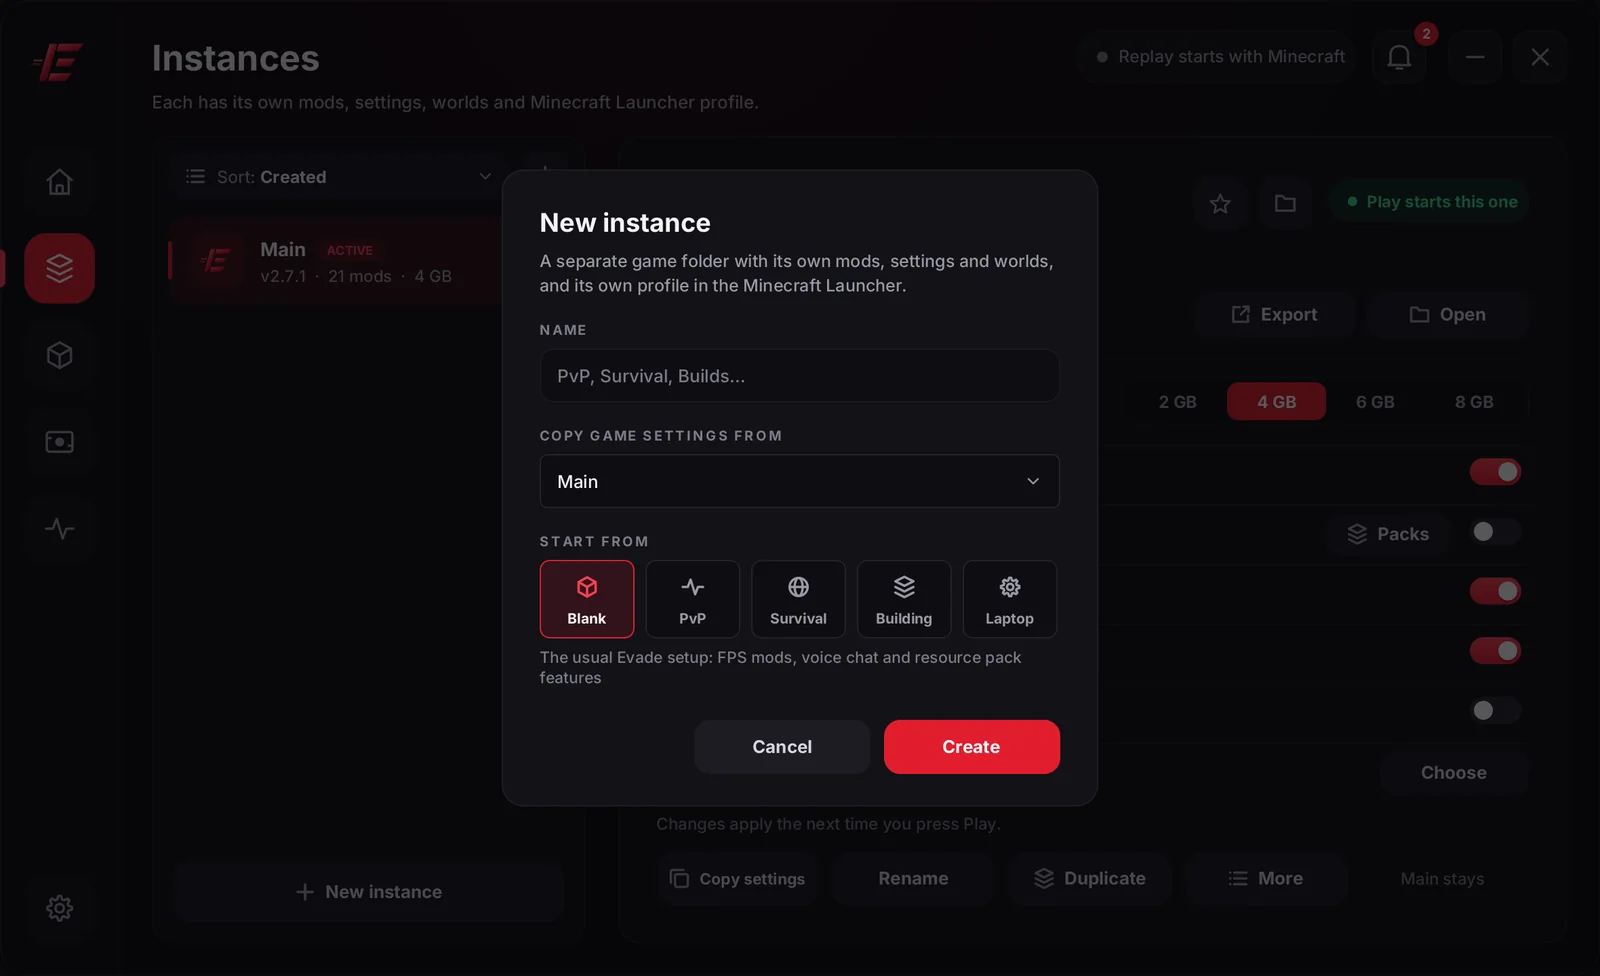 Instances
Replay starts with Minecraft
2
Each has its own mods, settings, worlds and Minecraft Launcher profile.
Sort: Created
Main ACTIVE
v2.7.1 · 21 mods · 4 GB
New instance
Play starts this one
Export
Open
2 GB
4 GB
6 GB
8 GB
Packs
Choose
Changes apply the next time you press Play.
Copy settings
Rename
Duplicate
More
Main stays
New instance
A separate game folder with its own mods, settings and worlds,
and its own profile in the Minecraft Launcher.
NAME
PvP, Survival, Builds...
COPY GAME SETTINGS FROM
Main
START FROM
Blank
PvP
Survival
Building
Laptop
The usual Evade setup: FPS mods, voice chat and resource pack
features
Cancel
Create